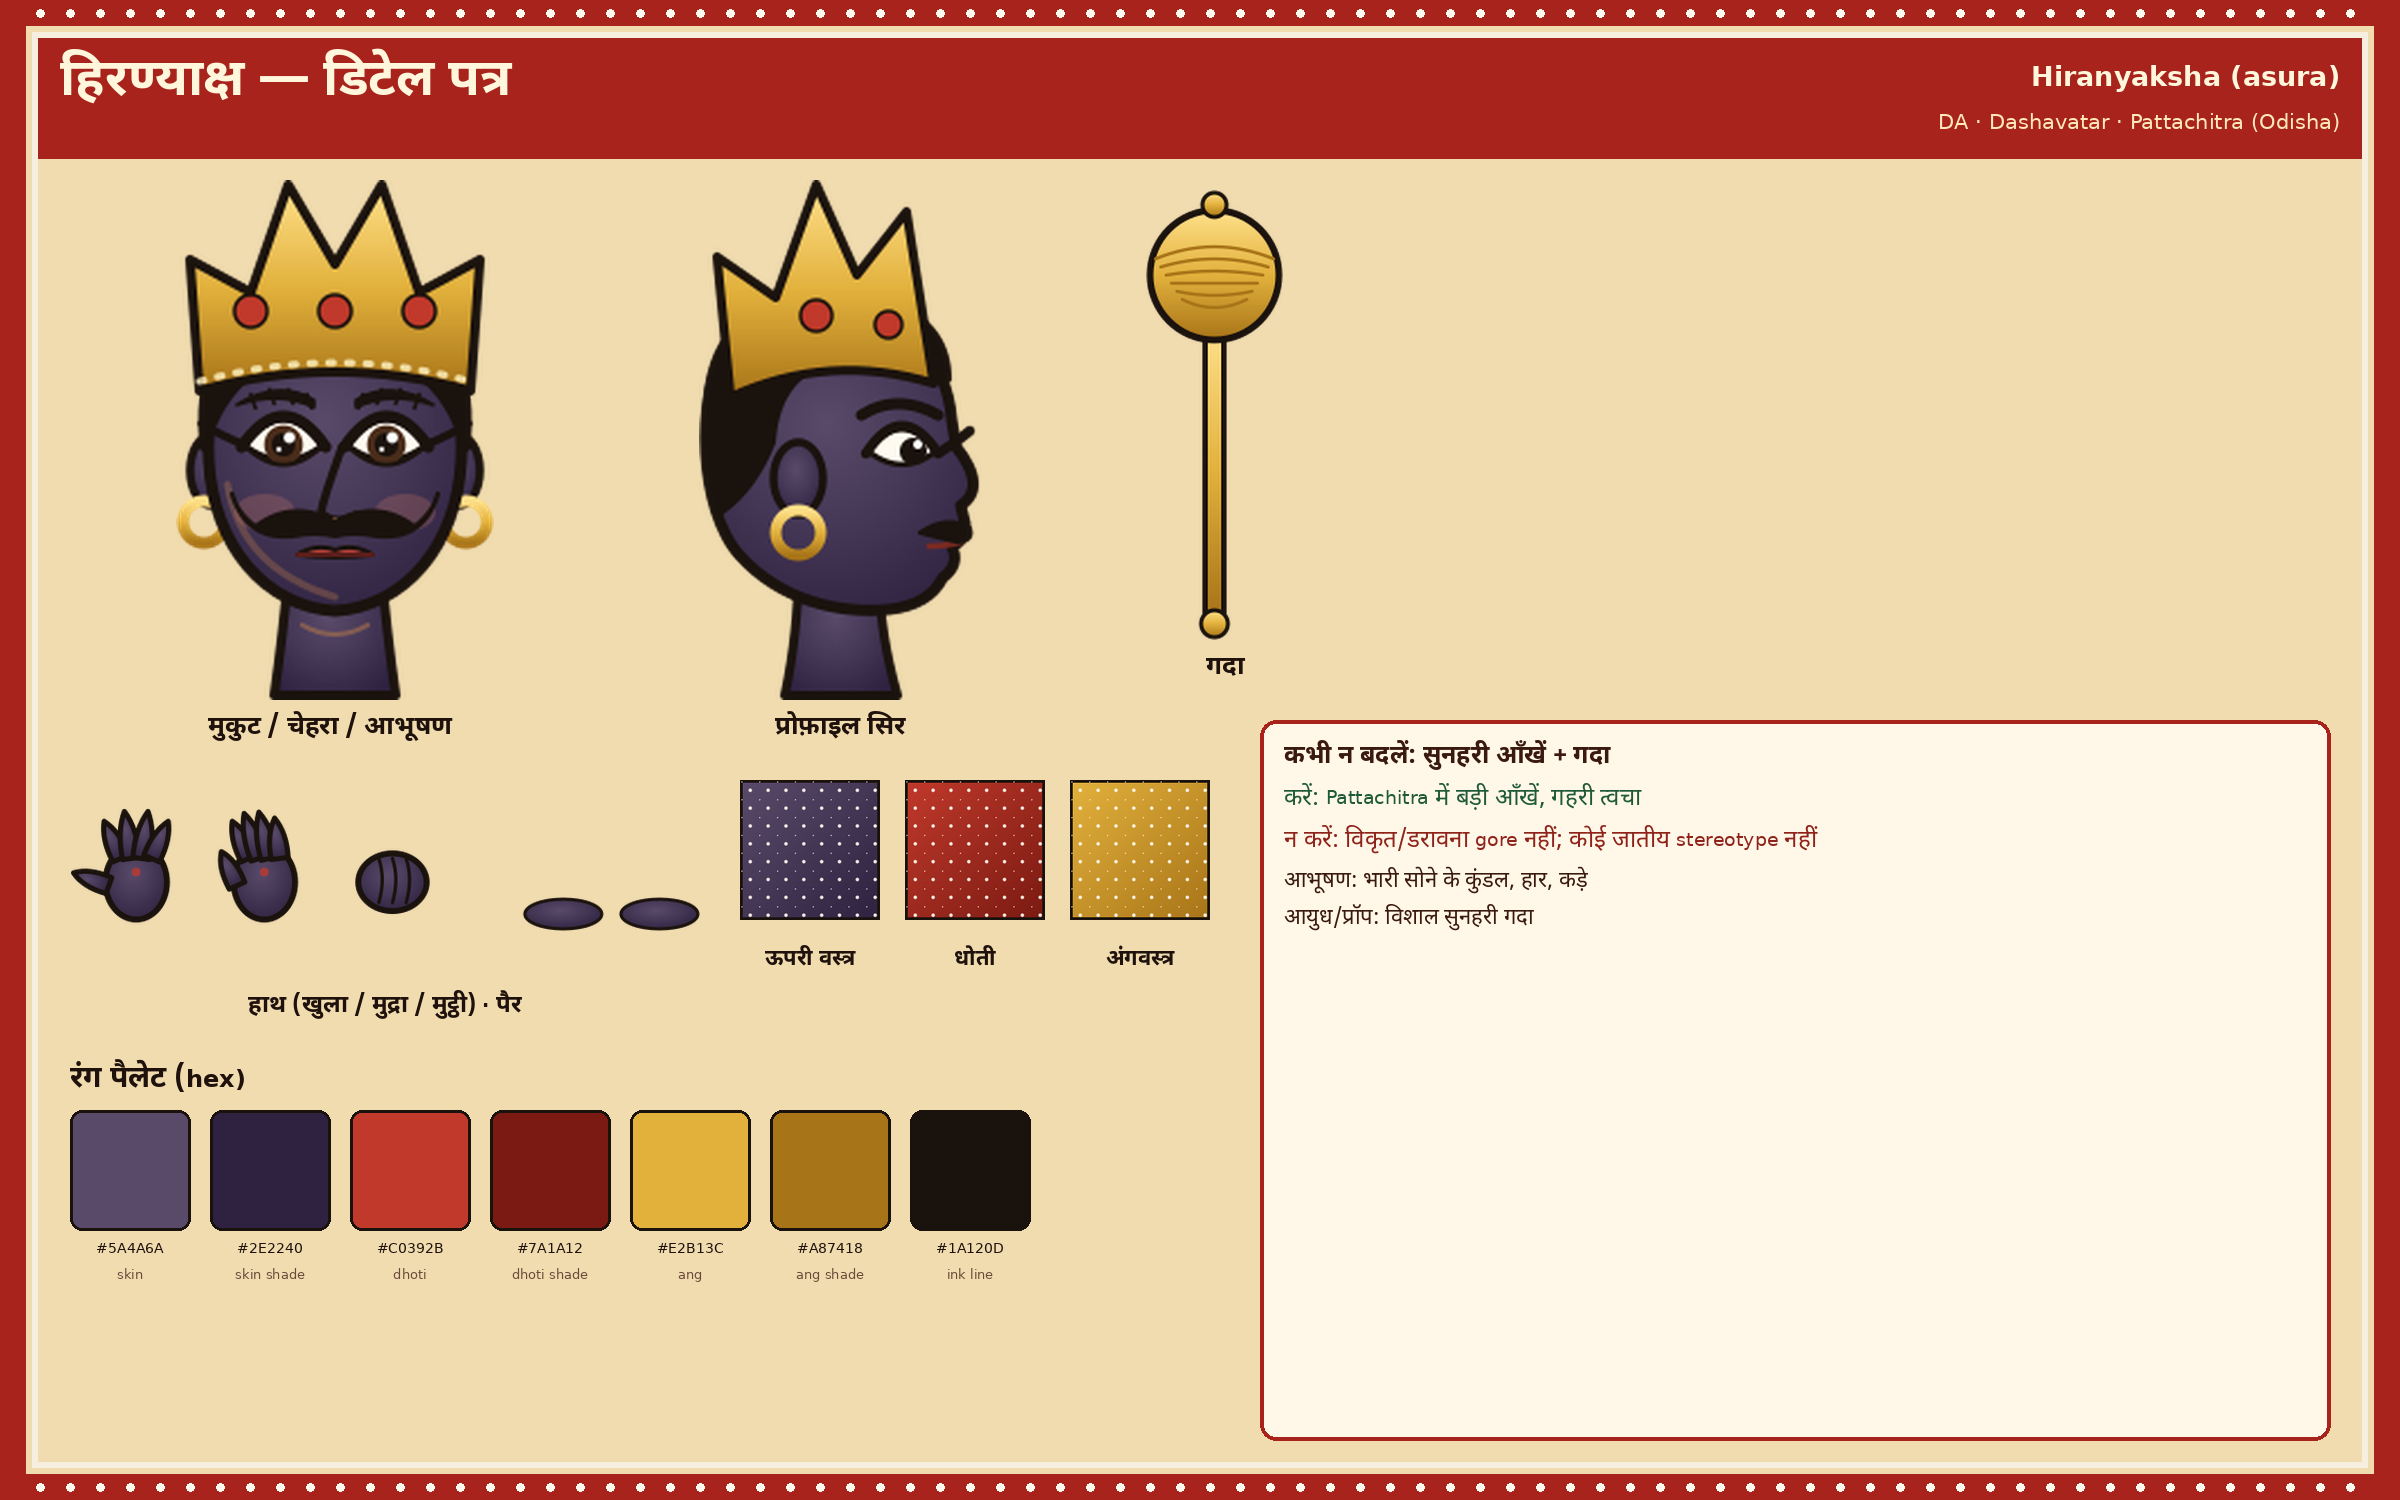 हिरण्याक्ष — डिटेल पत्र
Hiranyaksha (asura)
DA · Dashavatar · Pattachitra (Odisha)
गदा
मुकुट / चेहरा / आभूषण
प्रोफ़ाइल सिर
कभी न बदलें: सुनहरी आँखें + गदा
करें: Pattachitra में बड़ी आँखें, गहरी त्वचा
न करें: विकृत/डरावना gore नहीं; कोई जातीय stereotype नहीं
आभूषण: भारी सोने के कुंडल, हार, कड़े
आयुध/प्रॉप: विशाल सुनहरी गदा
ऊपरी वस्त्र
धोती
अंगवस्त्र
हाथ (खुला / मुद्रा / मुट्ठी) · पैर
रंग पैलेट (hex)
#5A4A6A
#2E2240
#C0392B
#7A1A12
#E2B13C
#A87418
#1A120D
skin
skin shade
dhoti
dhoti shade
ang
ang shade
ink line